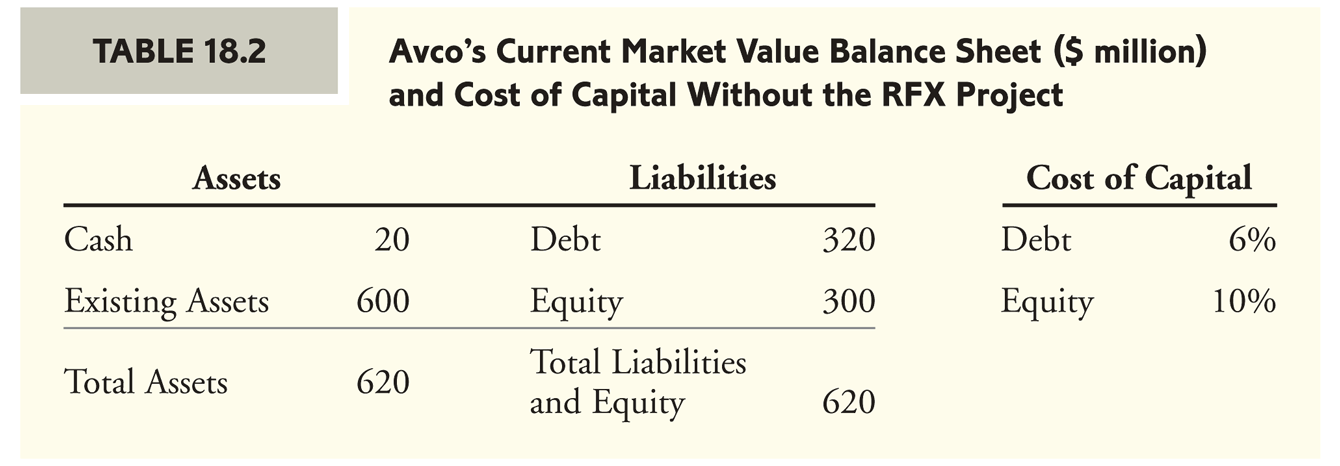 TABLE 18.2
Avco's Current Market Value Balance Sheet ($ million)
and Cost of Capital Without the RFX Project
Assets Liabilities Cost of Capital
Cash 20 Debt 320 Debt 6%
Existing Assets 600 Equity 300 Equity 10%
Total Assets 620 Total Liabilities
and Equity 620